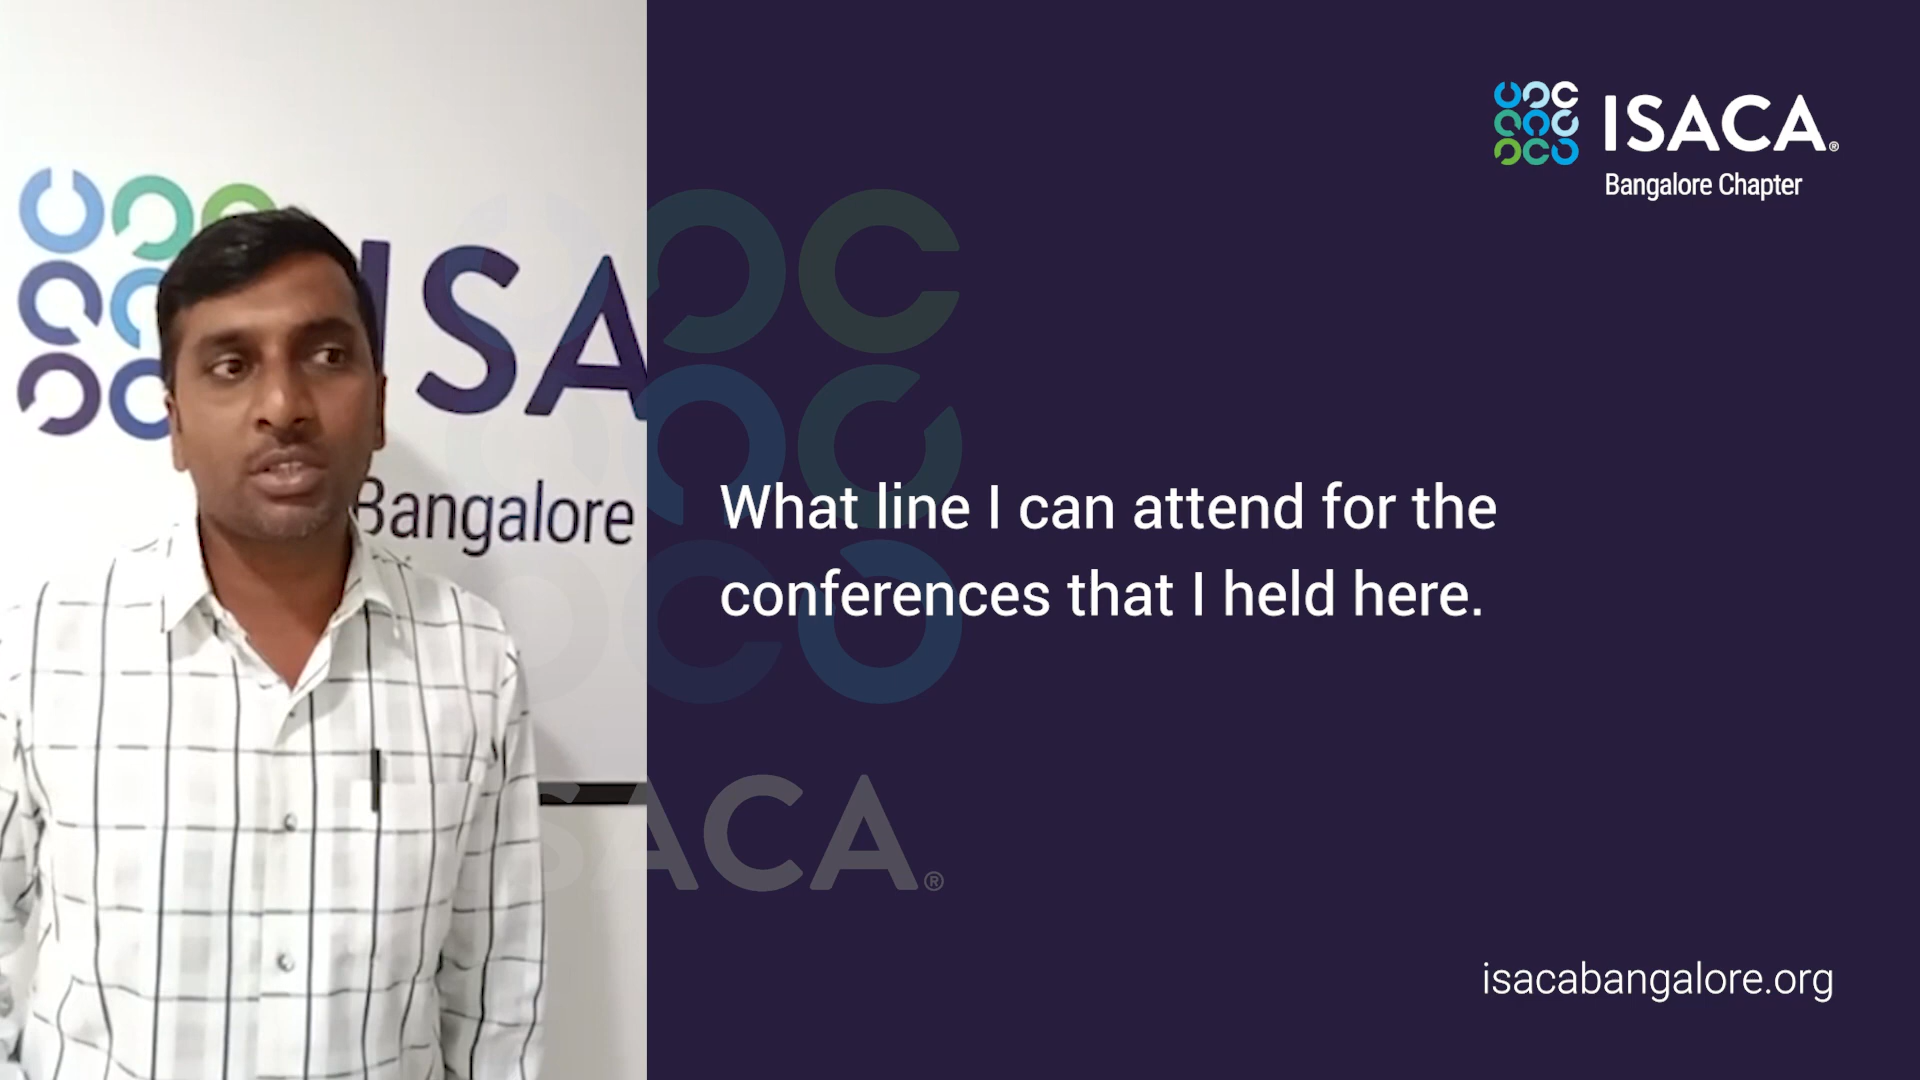 ISACA®
Bangalore Chapter
ISA
Bangalore
What line I can attend for the
conferences that I held here.
ISACA®
isacabangalore.org